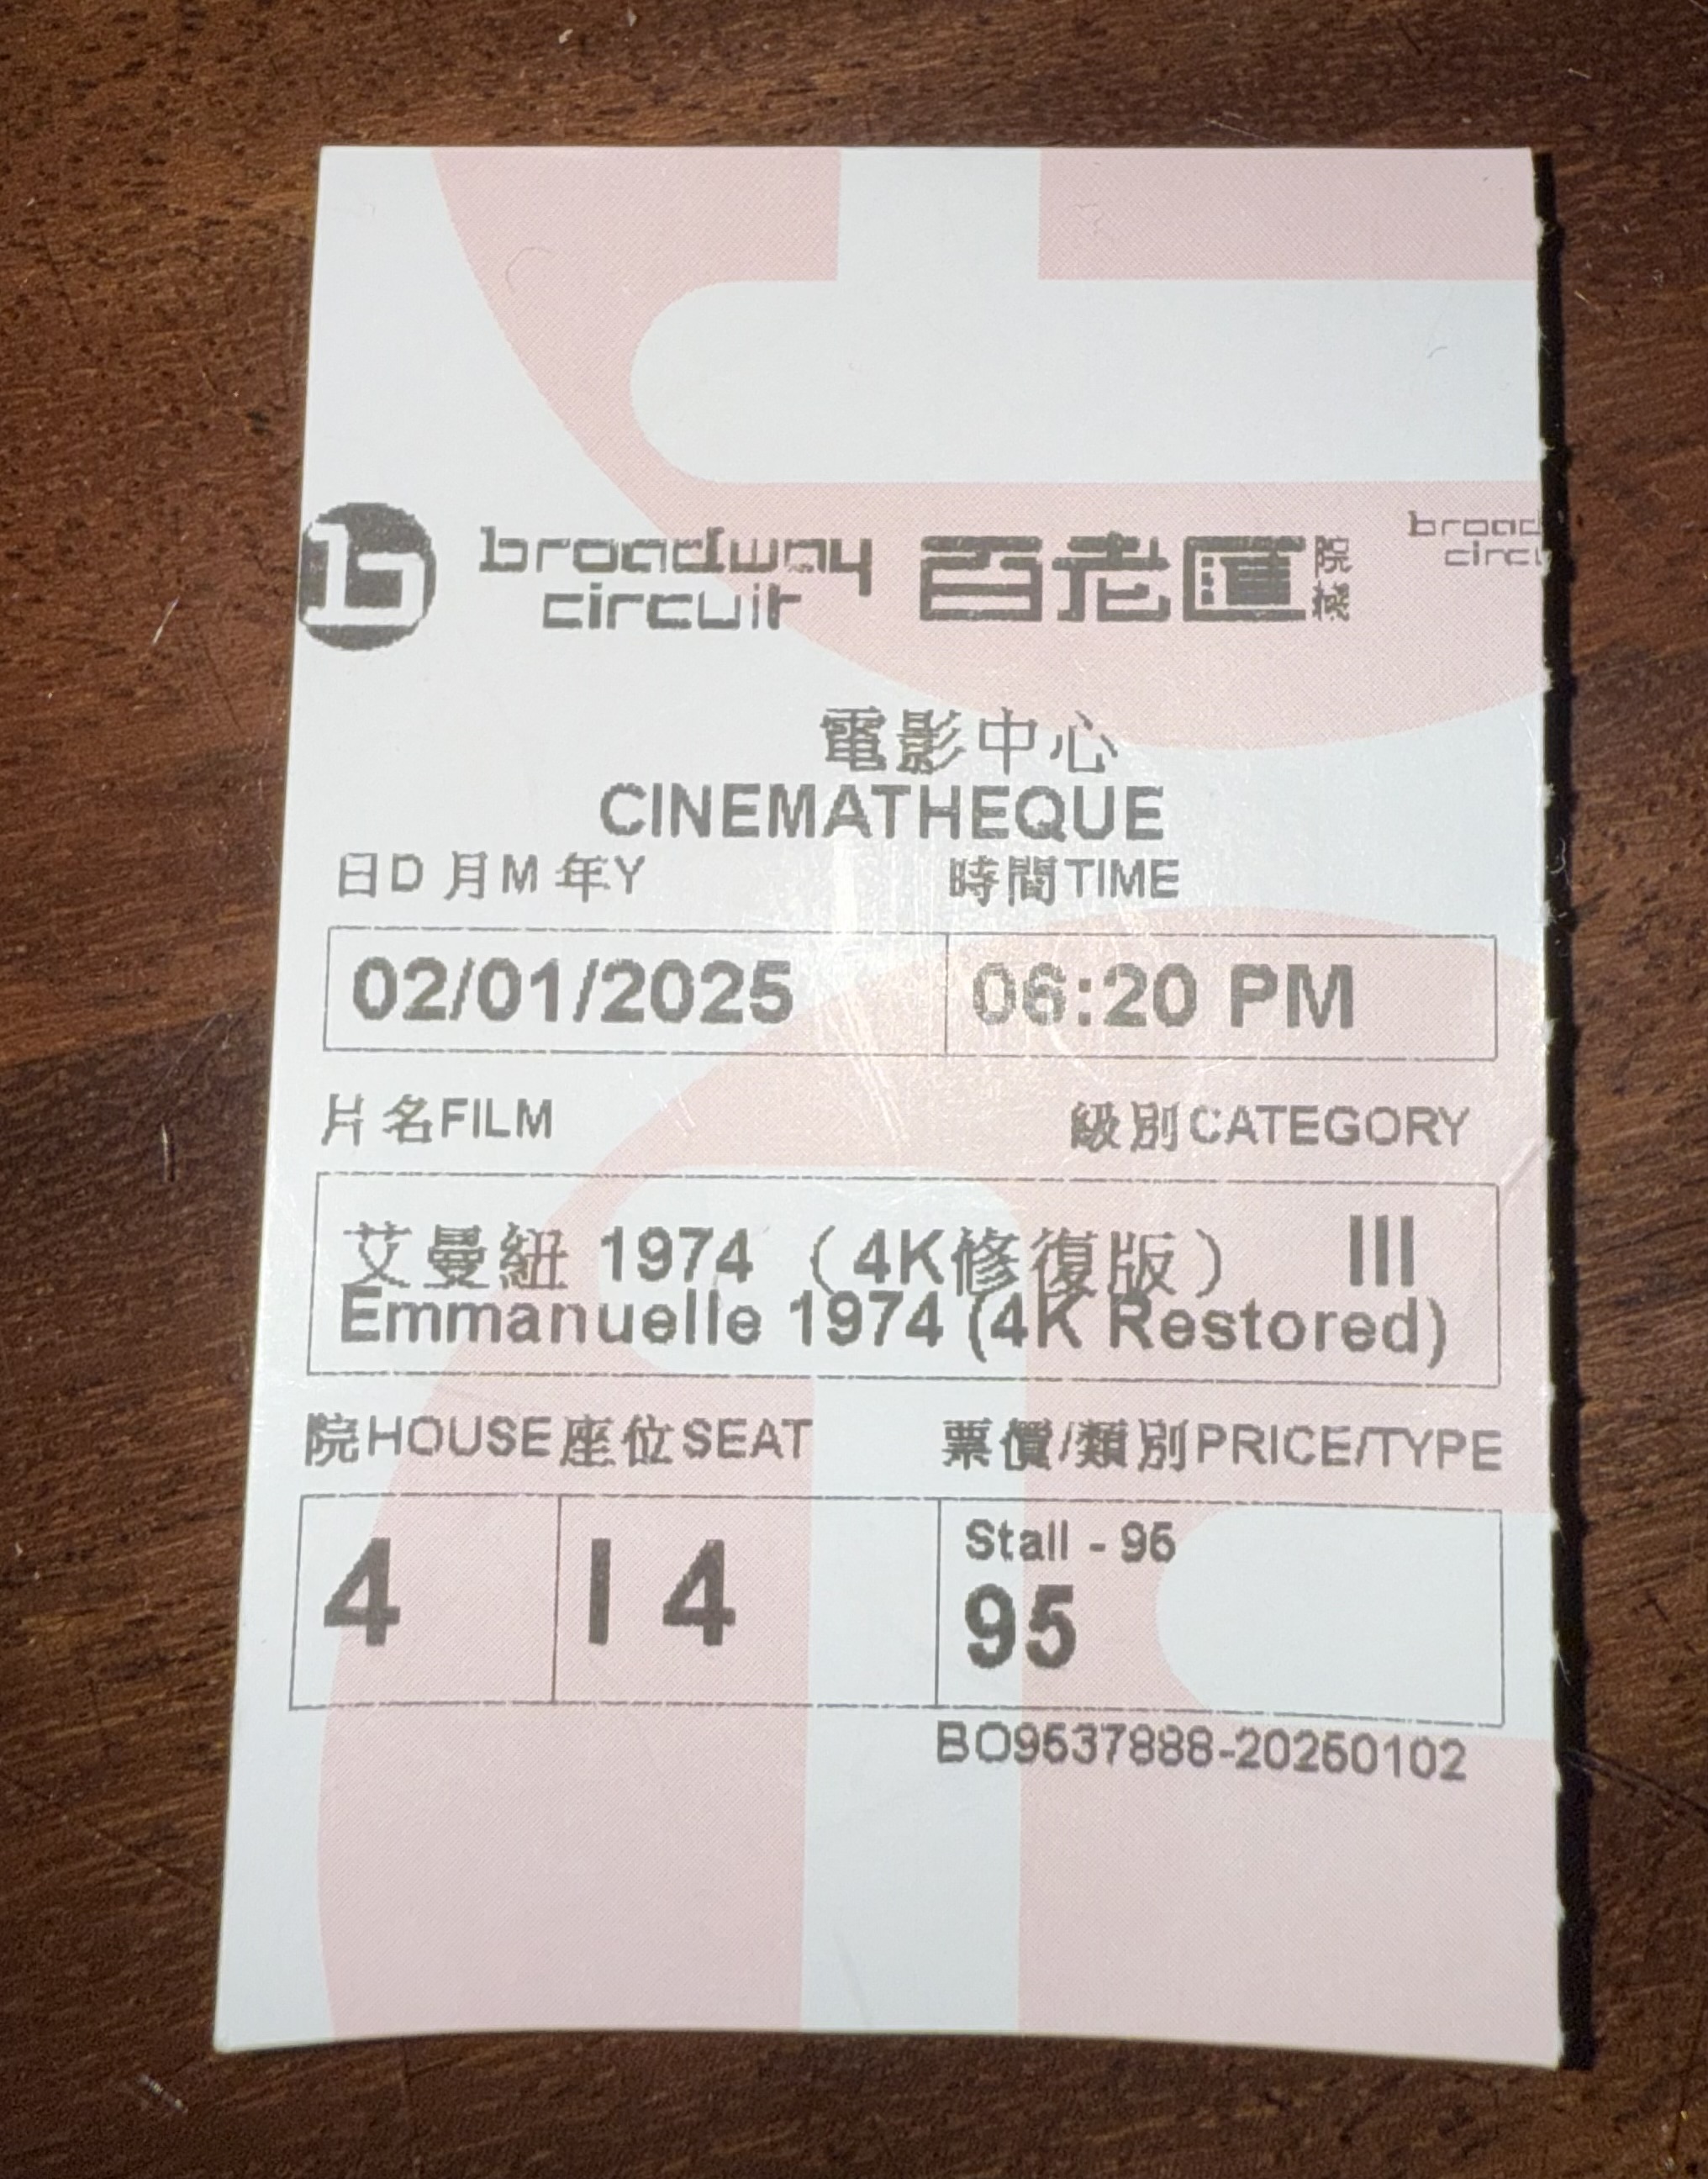 broadway 百老匯 院線 broad
circuit circu
電影中心
CINEMATHEQUE
日D 月M 年Y 時間TIME
02/01/2025 06:20 PM
片名FILM 級別CATEGORY
艾曼紐 1974 （4K修復版） III
Emmanuelle 1974 (4K Restored)
院HOUSE 座位SEAT 票價/類別PRICE/TYPE
Stall - 95
4 I 4 95
BO9537888-20250102